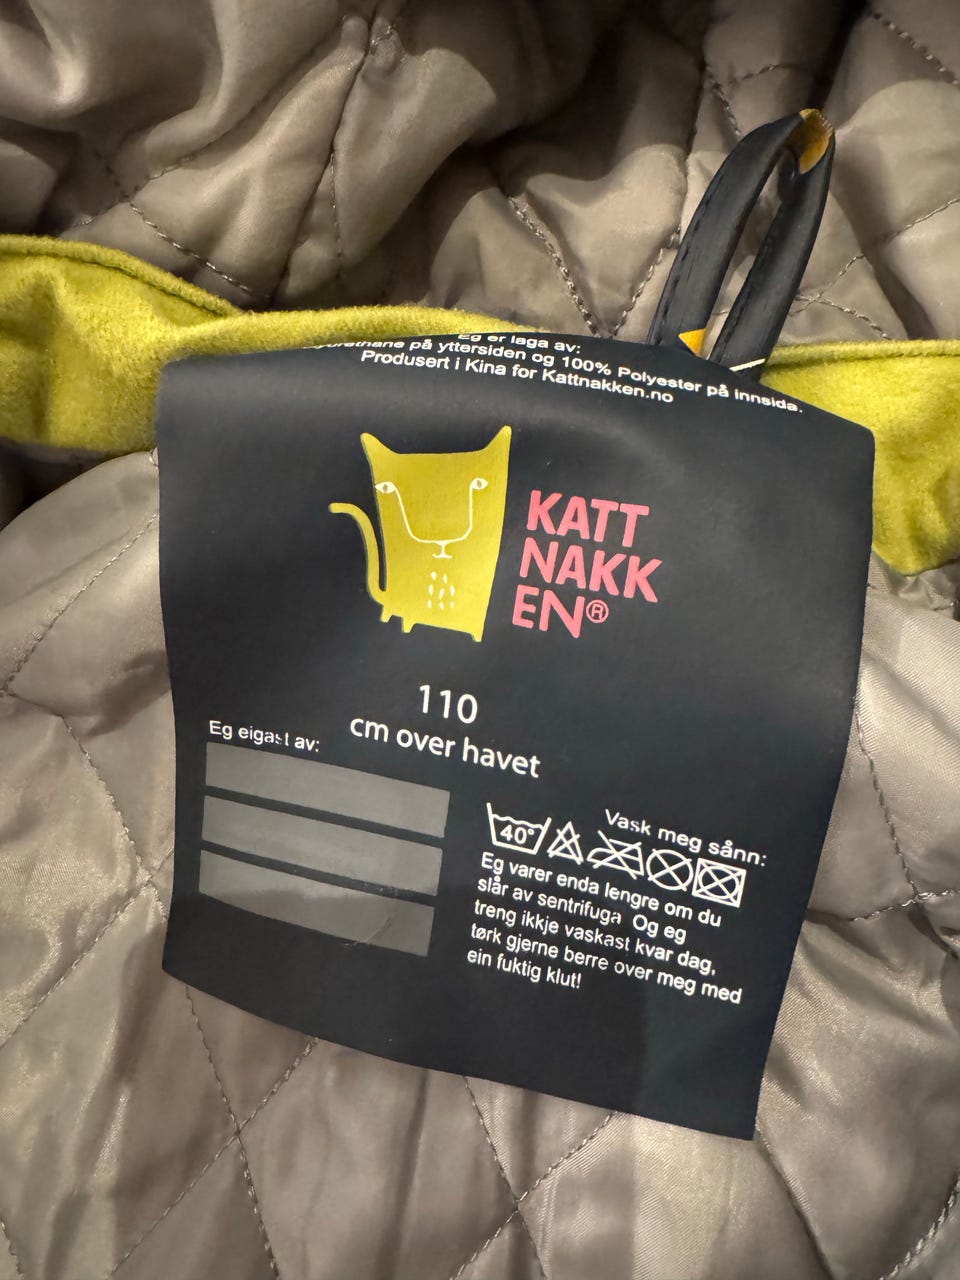 Eg er laga av:
på yttersiden og 100% Polyester på innsida.
Produsert i Kina for Kattnakken.no
KATT
NAKK
EN®
110
cm over havet
Eg eigast av:
Vask meg sånn:
40°
Eg varer enda lengre om du
slår av sentrifuga Og eg
treng ikkje vaskast kvar dag,
tørk gjerne berre over meg med
ein fuktig klut!